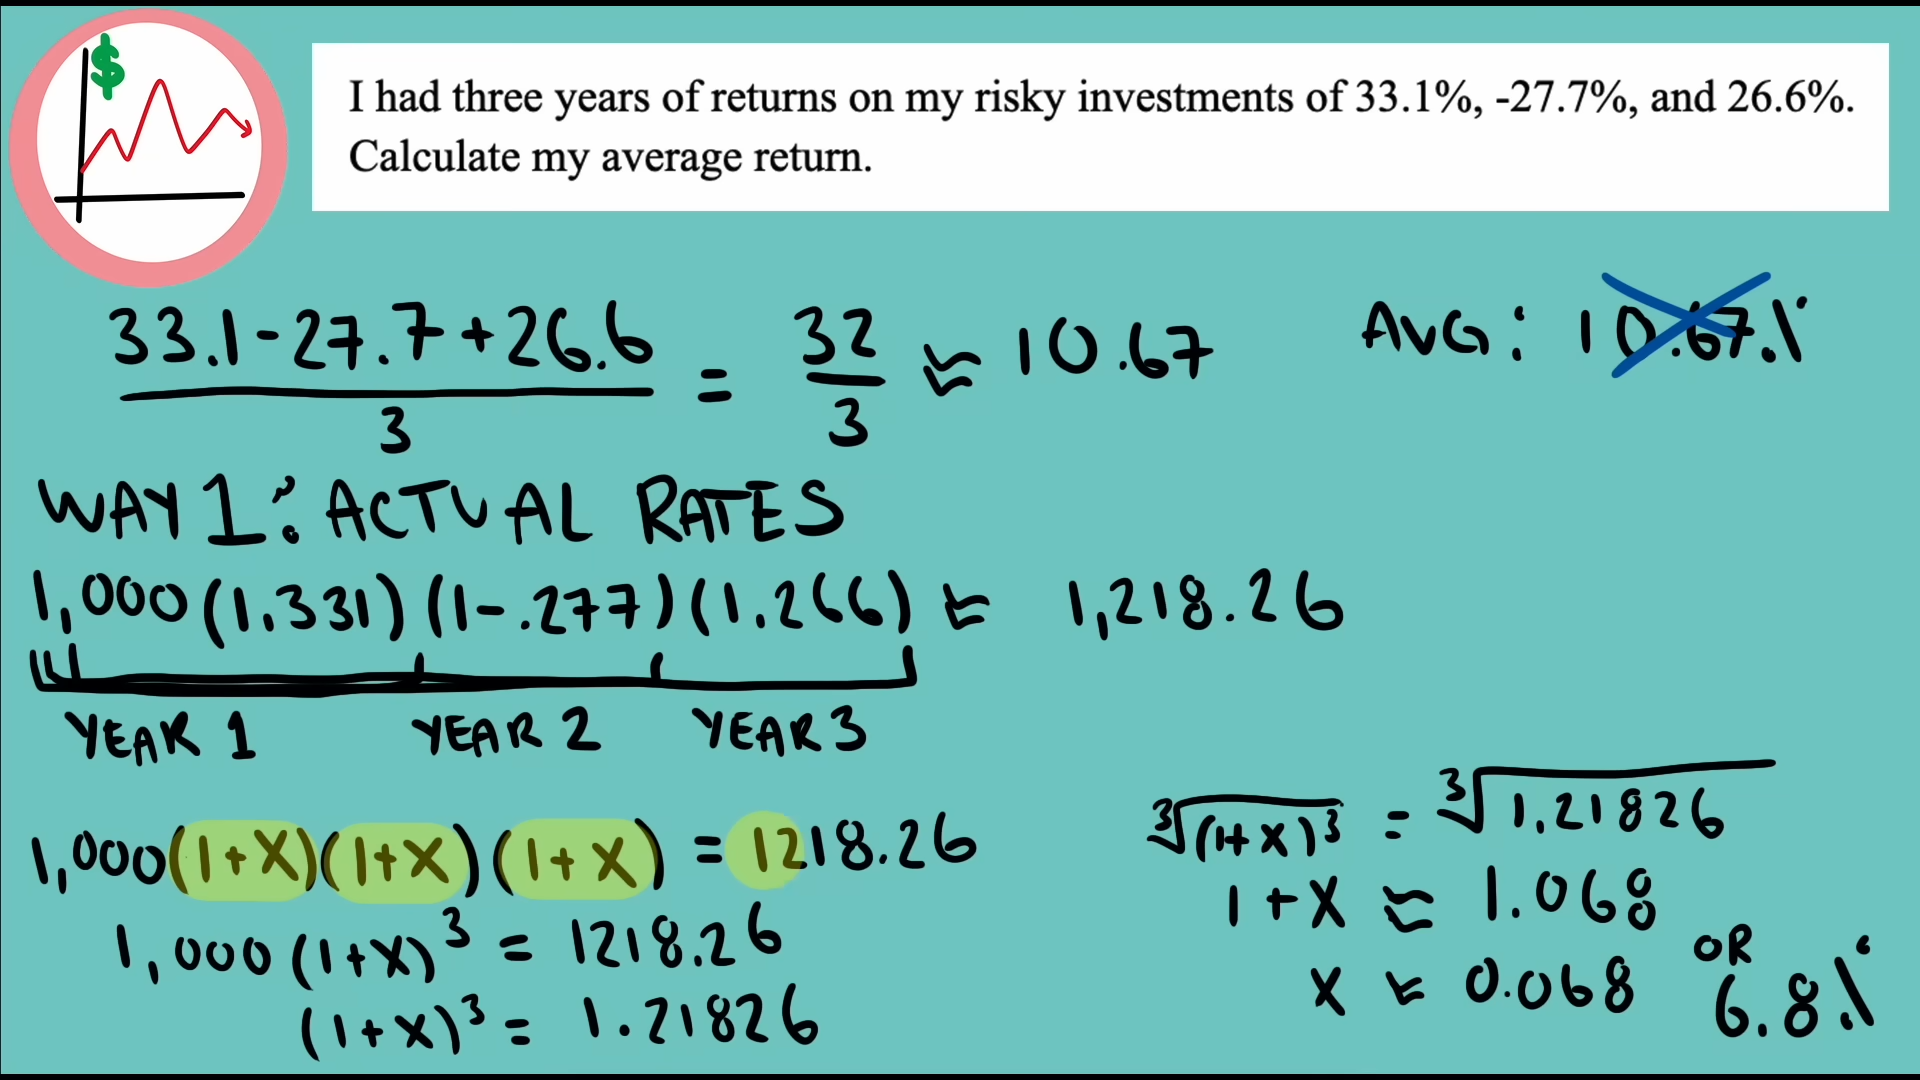 $
I had three years of returns on my risky investments of 33.1%, -27.7%, and 26.6%.
Calculate my average return.
33.1-27.7+26.6
3
=
32
3
≈ 10.67
AVG: 10.67%
WAY 1: ACTUAL RATES
1,000(1.331)(1-.277)(1.266) ≈ 1,218.26
YEAR 1 YEAR 2 YEAR 3
1,000(1+X)(1+X)(1+X) = 1218.26
1,000(1+X)³ = 1218.26
(1+X)³ = 1.21826
∛(1+X)³ = ∛1.21826
1+X ≈ 1.068
X ≈ 0.068 OR 6.8%